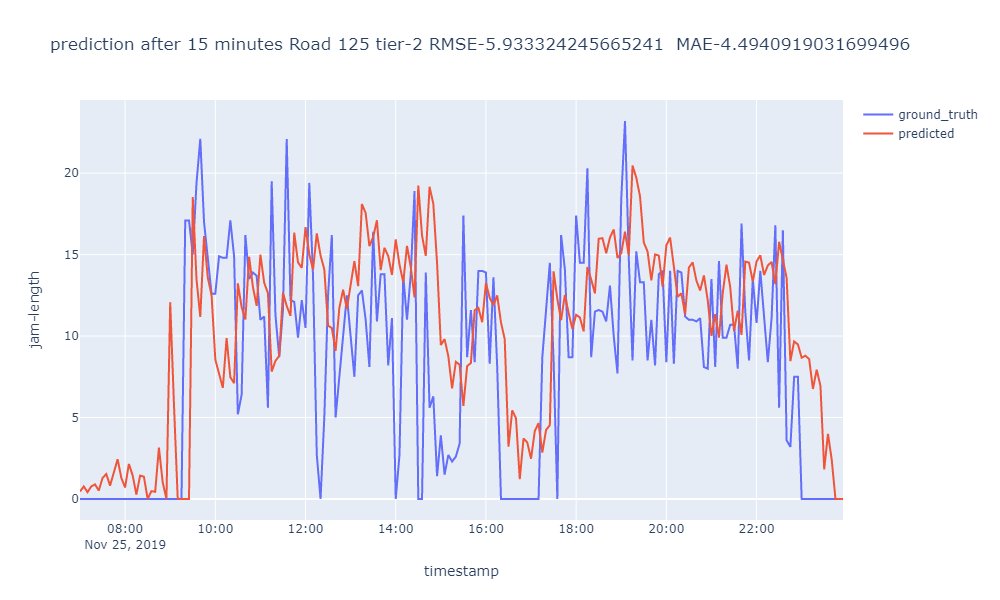 prediction after 15 minutes Road 125 tier-2 RMSE-5.933324245665241  MAE-4.4940919031699496
ground_truth
predicted
20
15
10
5
0
jam-length
08:00 10:00 12:00 14:00 16:00 18:00 20:00 22:00
Nov 25, 2019
timestamp